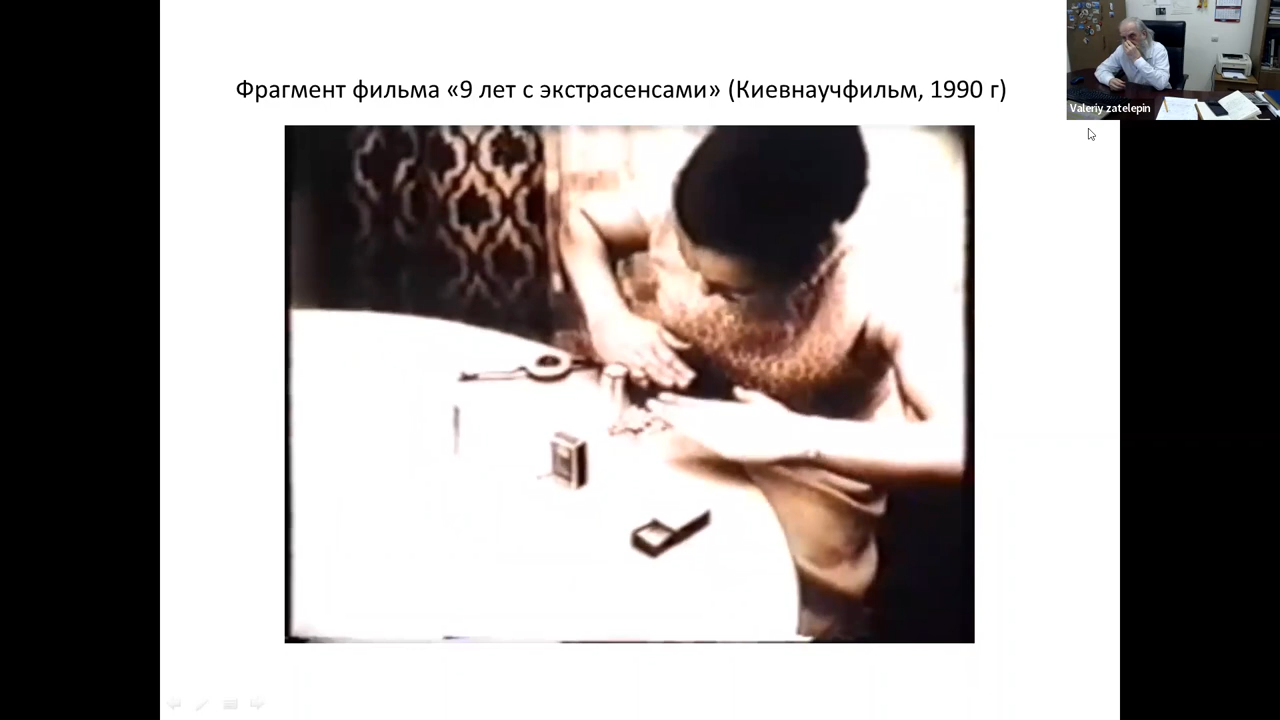 Фрагмент фильма «9 лет с экстрасенсами» (Киевнаучфильм, 1990 г)
Valeriy zatelepin